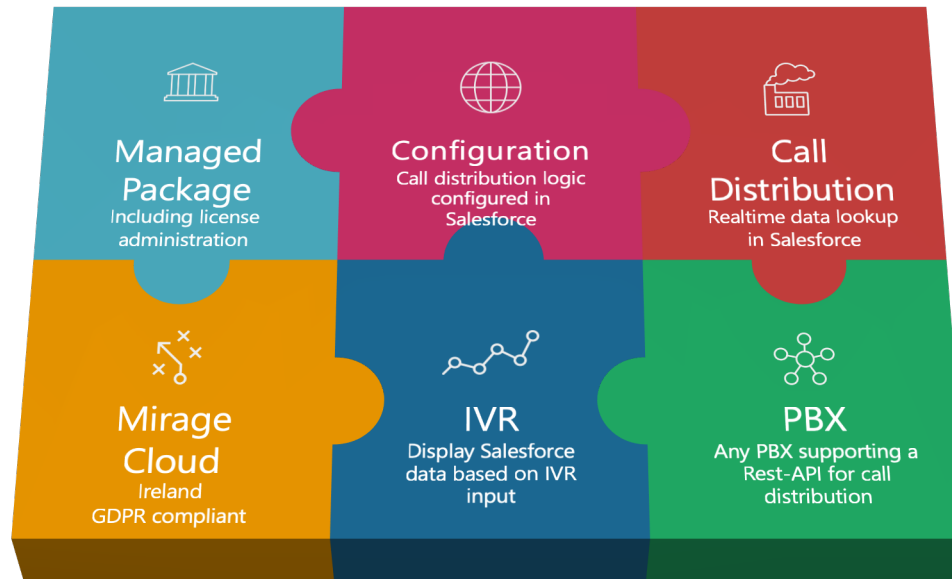 Managed
Package
Including license
administration
Configuration
Call distribution logic
configured in
Salesforce
Call
Distribution
Realtime data lookup
in Salesforce
Mirage
Cloud
Ireland
GDPR compliant
IVR
Display Salesforce
data based on IVR
input
PBX
Any PBX supporting a
Rest-API for call
distribution